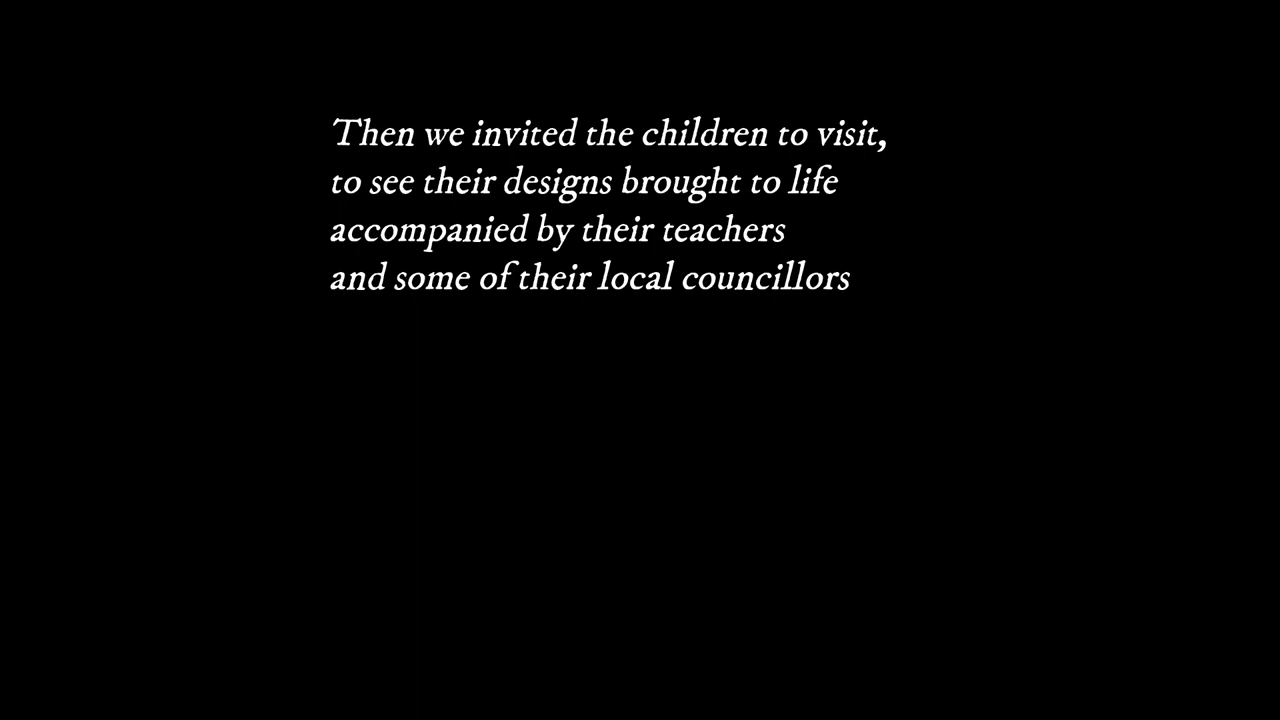 Then we invited the children to visit,
to see their designs brought to life
accompanied by their teachers
and some of their local councillors